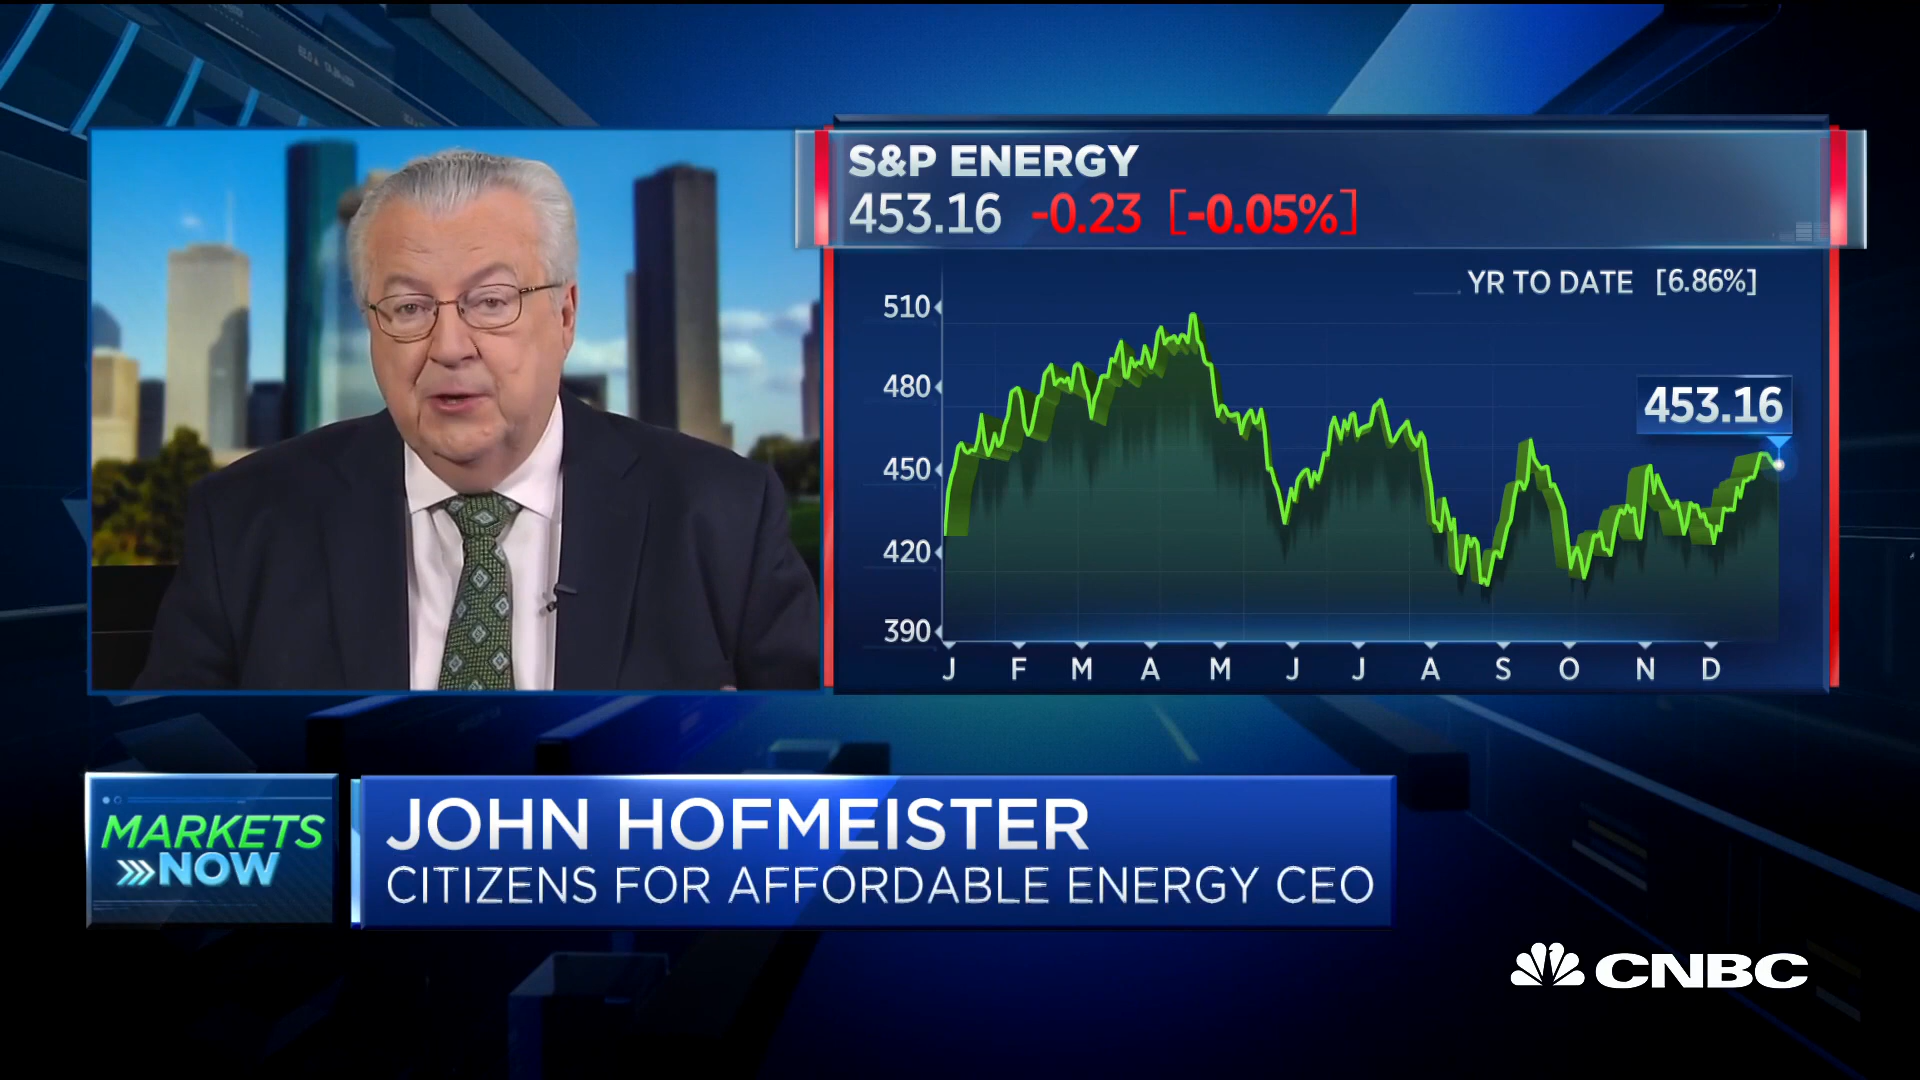 S&P ENERGY
453.16 -0.23 [-0.05%]
YR TO DATE [6.86%]
510
480
450
420
390
453.16
J F M A M J J A S O N D
MARKETS
NOW
JOHN HOFMEISTER
CITIZENS FOR AFFORDABLE ENERGY CEO
CNBC